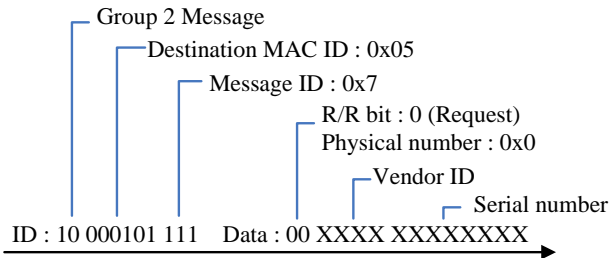 Group 2 Message
Destination MAC ID : 0x05
Message ID : 0x7
R/R bit : 0 (Request)
Physical number : 0x0
Vendor ID
Serial number
ID : 10 000101 111 Data : 00 XXXX XXXXXXXX